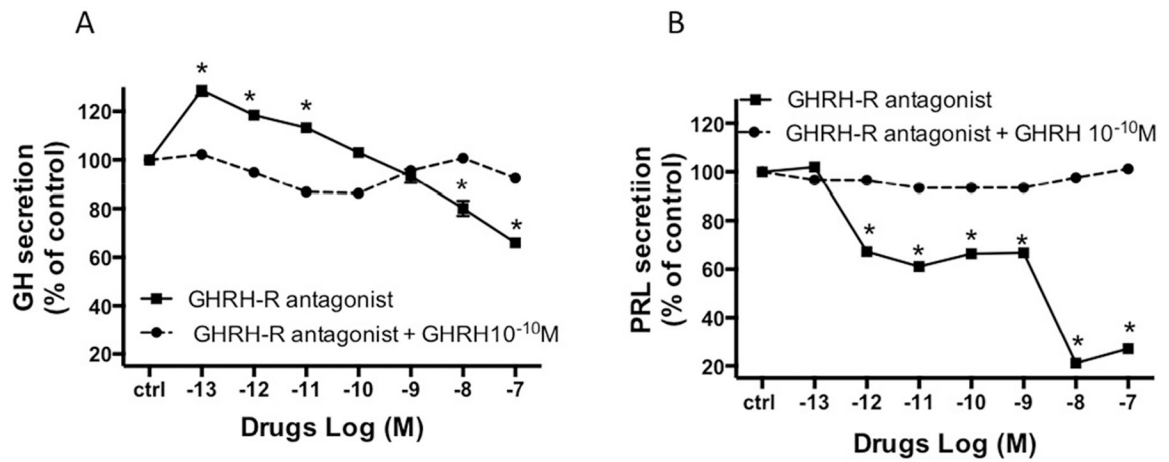 A
B
GH secretion
(% of control)
120
100
80
60
40
20
* * * * *
GHRH-R antagonist
GHRH-R antagonist + GHRH10⁻¹⁰M
ctrl -13 -12 -11 -10 -9 -8 -7
Drugs Log (M)
PRL secretiion
(% of control)
120
100
80
60
40
20
GHRH-R antagonist
GHRH-R antagonist + GHRH 10⁻¹⁰M
* * * * * *
ctrl -13 -12 -11 -10 -9 -8 -7
Drugs Log (M)